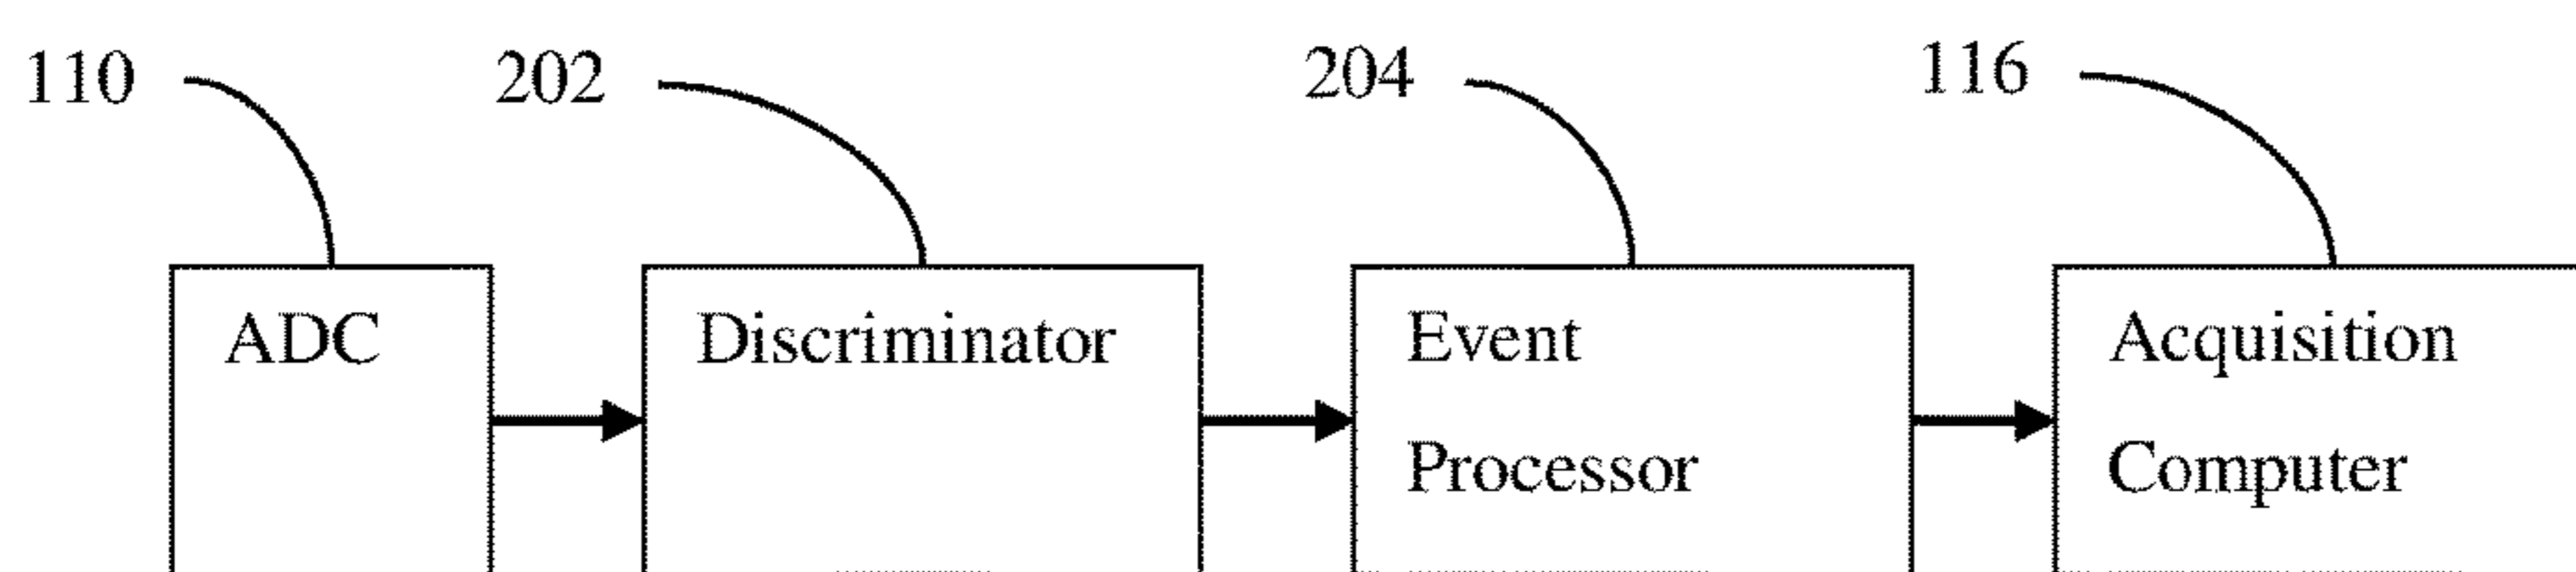 110 202 204 116
ADC Discriminator Event Acquisition
Processor Computer